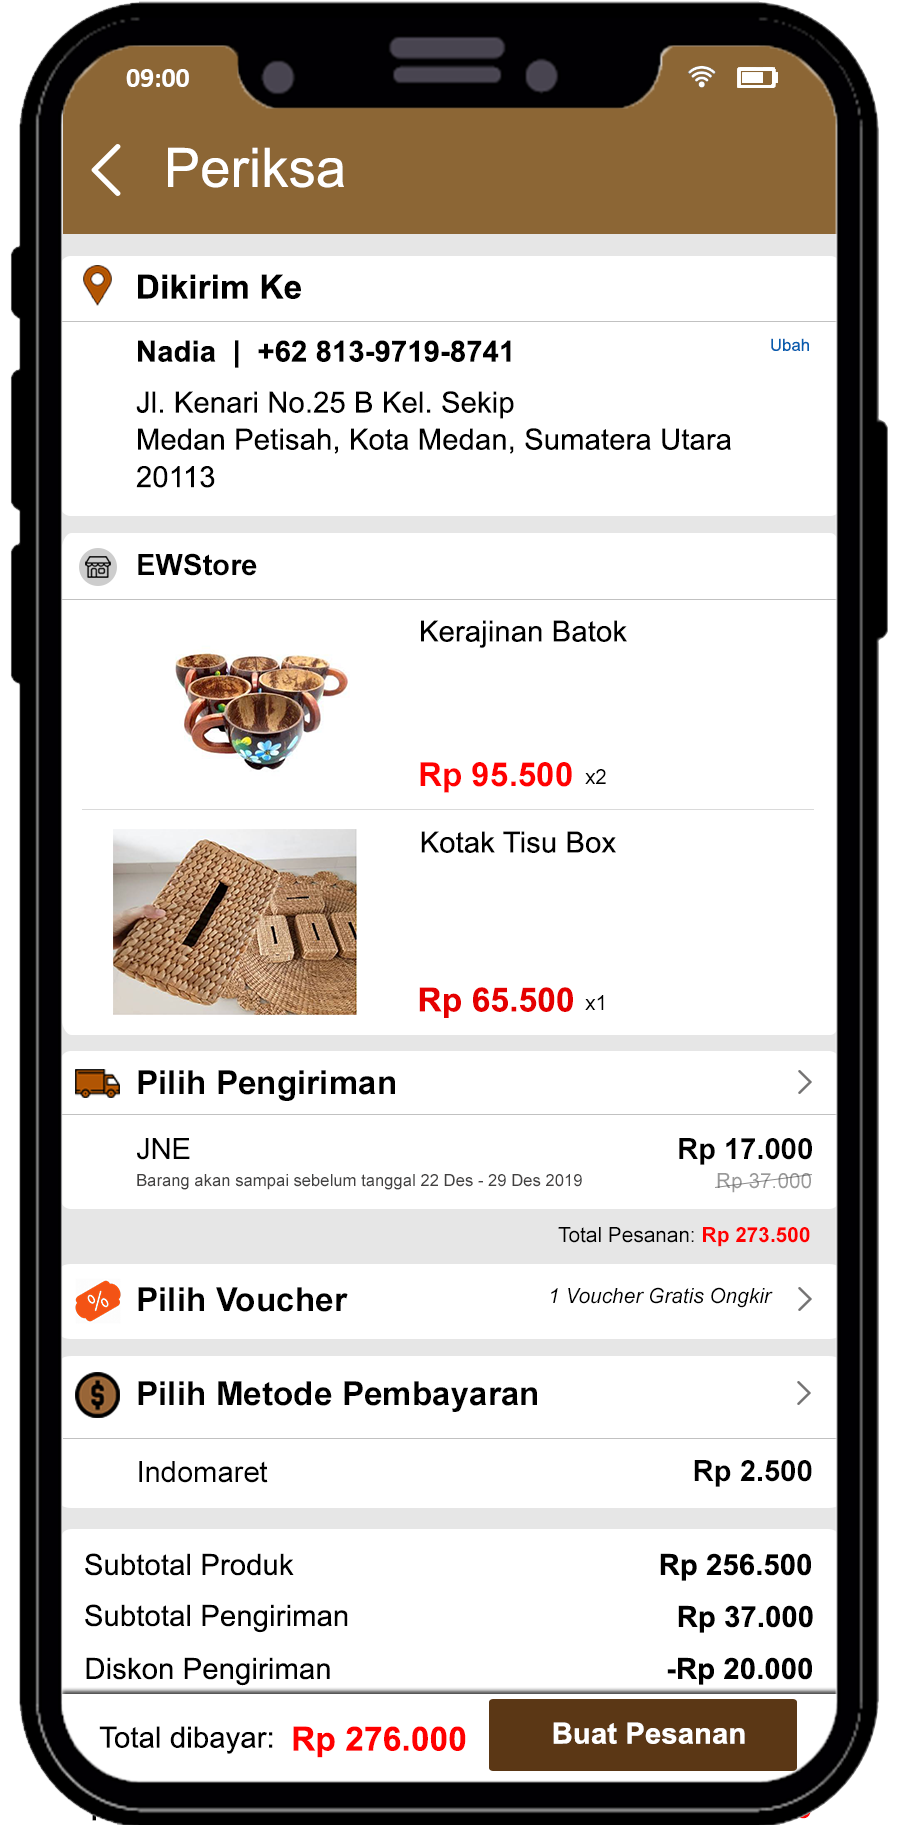 09:00
Periksa
Dikirim Ke
Nadia | +62 813-9719-8741
Ubah
Jl. Kenari No.25 B Kel. Sekip
Medan Petisah, Kota Medan, Sumatera Utara
20113
EWStore
Kerajinan Batok
Rp 95.500 x2
Kotak Tisu Box
Rp 65.500 x1
Pilih Pengiriman
JNE
Rp 17.000
Barang akan sampai sebelum tanggal 22 Des - 29 Des 2019
Rp 37.000
Total Pesanan: Rp 273.500
%
Pilih Voucher
1 Voucher Gratis Ongkir
$
Pilih Metode Pembayaran
Indomaret
Rp 2.500
Subtotal Produk
Rp 256.500
Subtotal Pengiriman
Rp 37.000
Diskon Pengiriman
-Rp 20.000
Total dibayar: Rp 276.000
Buat Pesanan